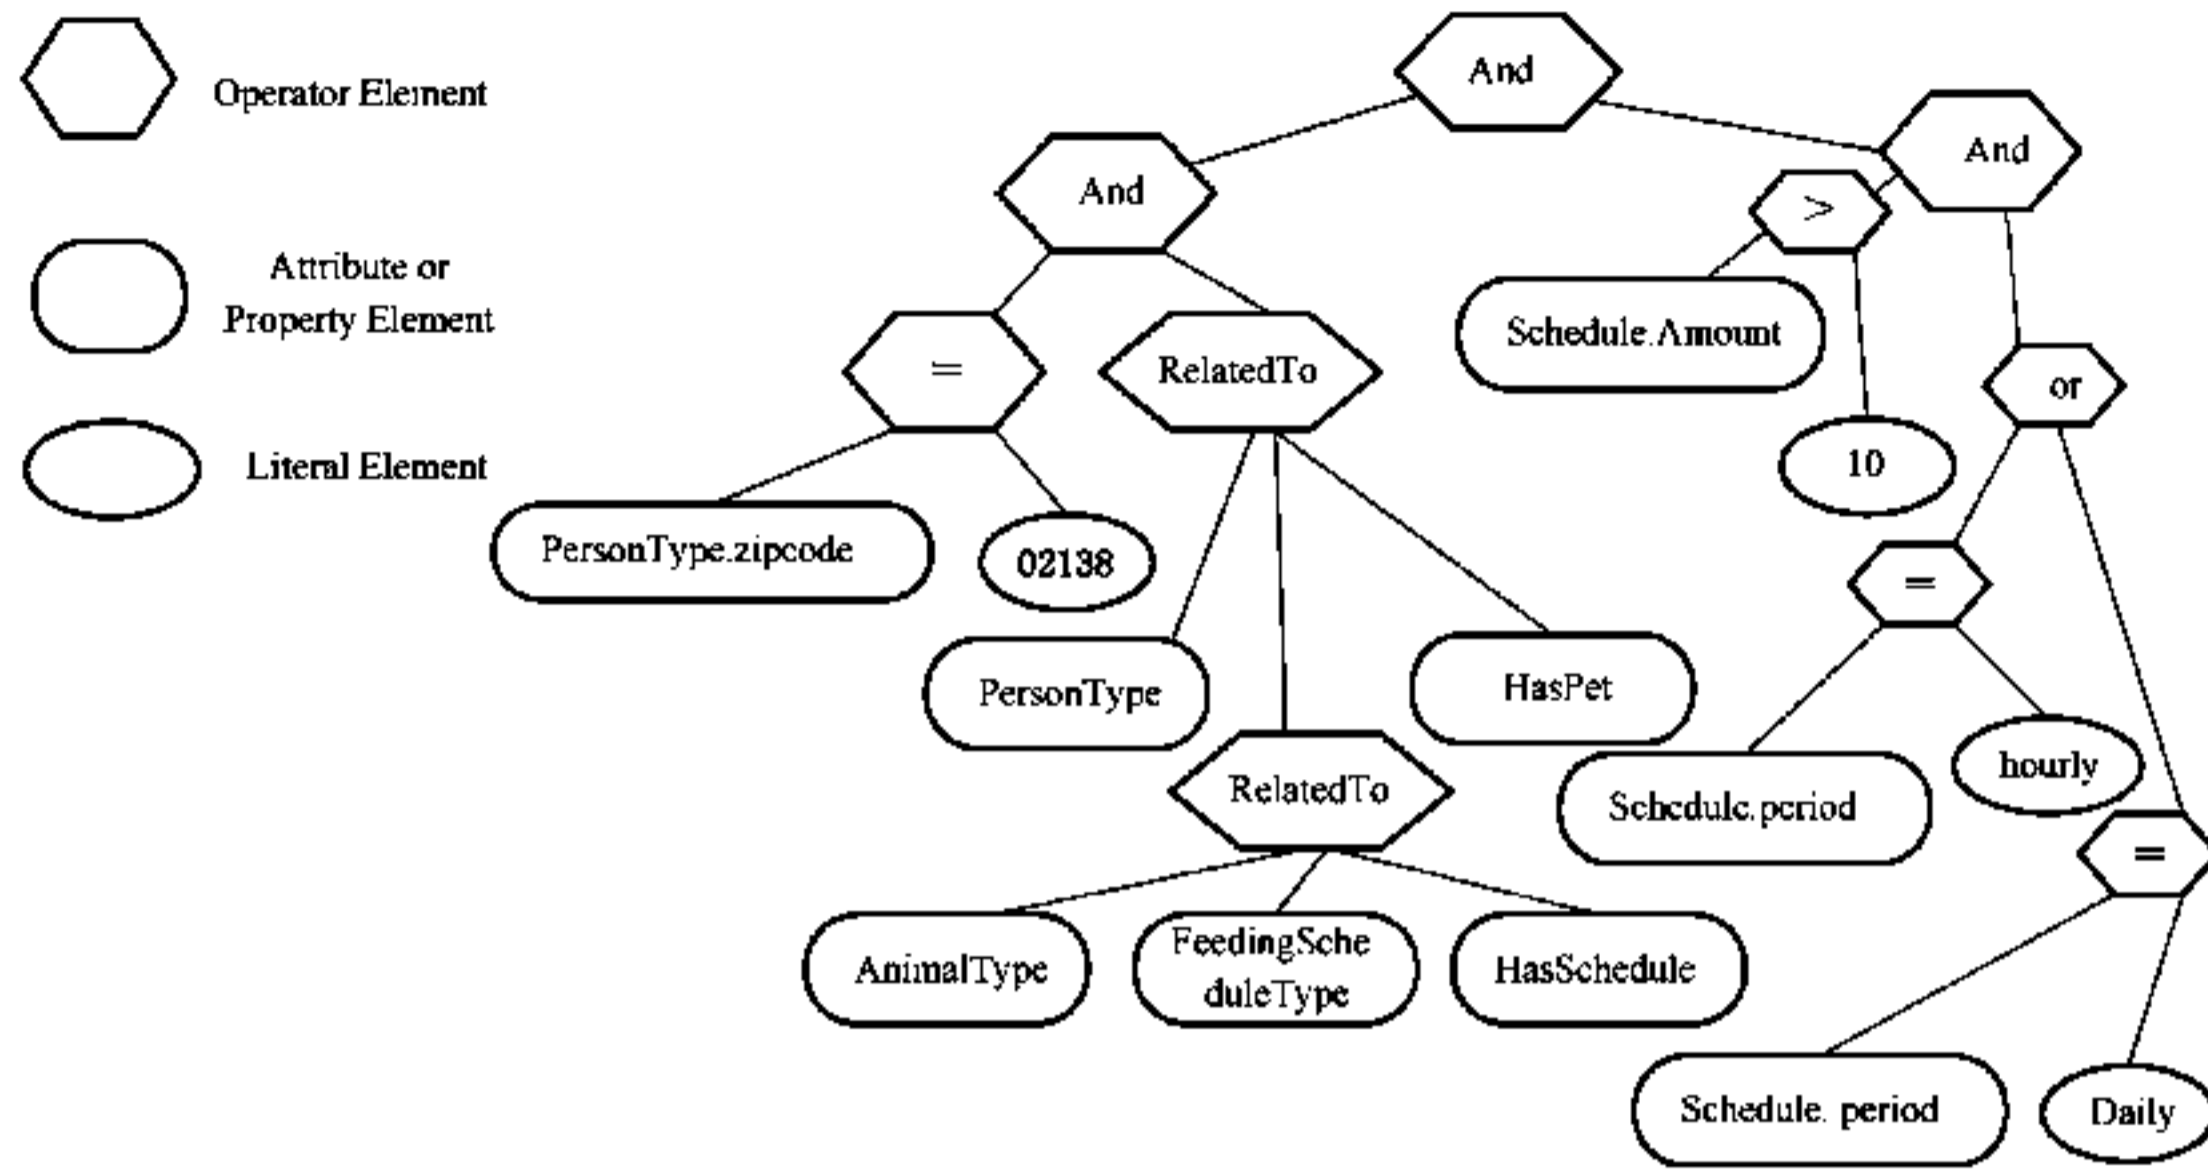 Operator Element
Attribute or
Property Element
Literal Element
And
And
And
>
=
RelatedTo
Schedule.Amount
or
10
PersonType.zipcode
02138
=
PersonType
HasPet
RelatedTo
Schedule.period
hourly
=
AnimalType
FeedingSche
duleType
HasSchedule
Schedule. period
Daily